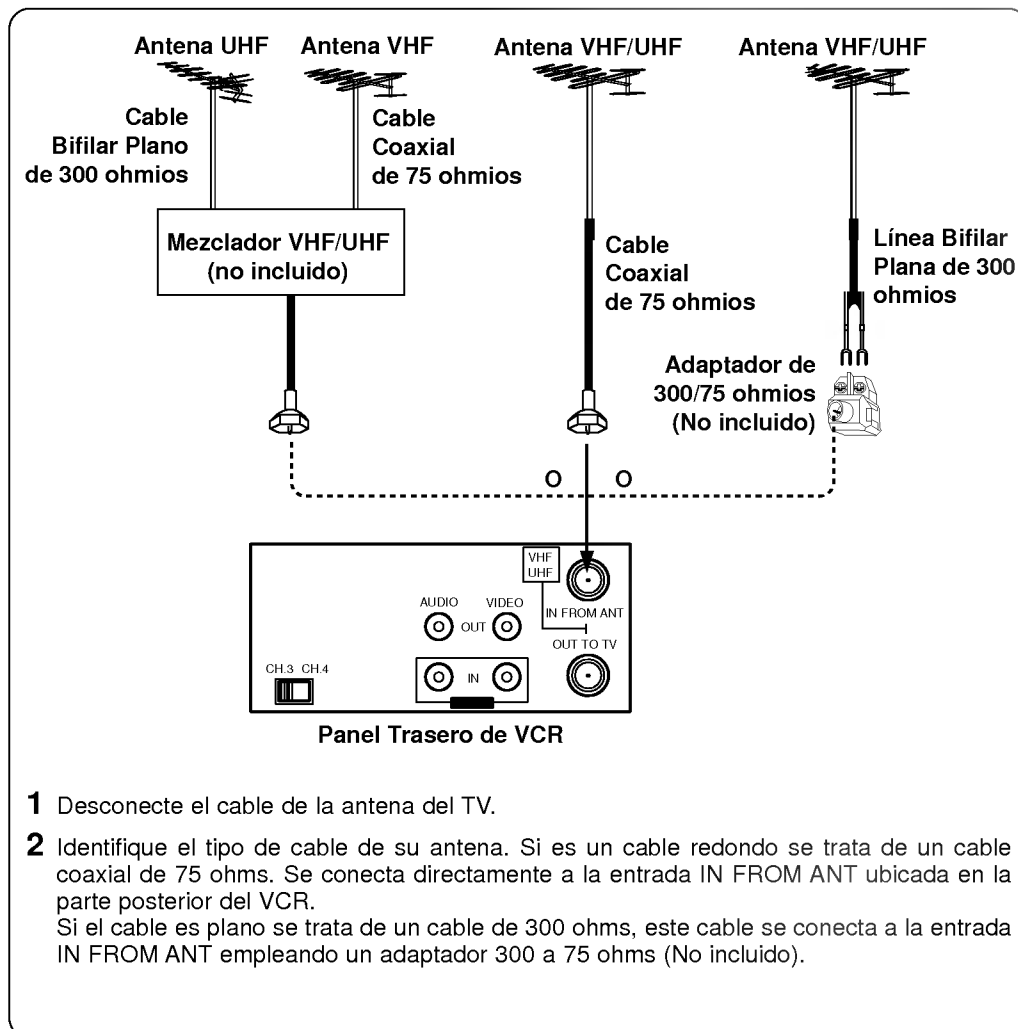 Antena UHF
Antena VHF
Antena VHF/UHF
Antena VHF/UHF
Cable
Bifilar Plano
de 300 ohmios
Cable
Coaxial
de 75 ohmios
Mezclador VHF/UHF
(no incluido)
Cable
Coaxial
de 75 ohmios
Línea Bifilar
Plana de 300
ohmios
Adaptador de
300/75 ohmios
(No incluido)
O
O
VHF
UHF
AUDIO
VIDEO
IN FROM ANT
OUT
OUT TO TV
CH.3 CH.4
IN
Panel Trasero de VCR
1 Desconecte el cable de la antena del TV.
2 Identifique el tipo de cable de su antena. Si es un cable redondo se trata de un cable
coaxial de 75 ohms. Se conecta directamente a la entrada IN FROM ANT ubicada en la
parte posterior del VCR.
Si el cable es plano se trata de un cable de 300 ohms, este cable se conecta a la entrada
IN FROM ANT empleando un adaptador 300 a 75 ohms (No incluido).